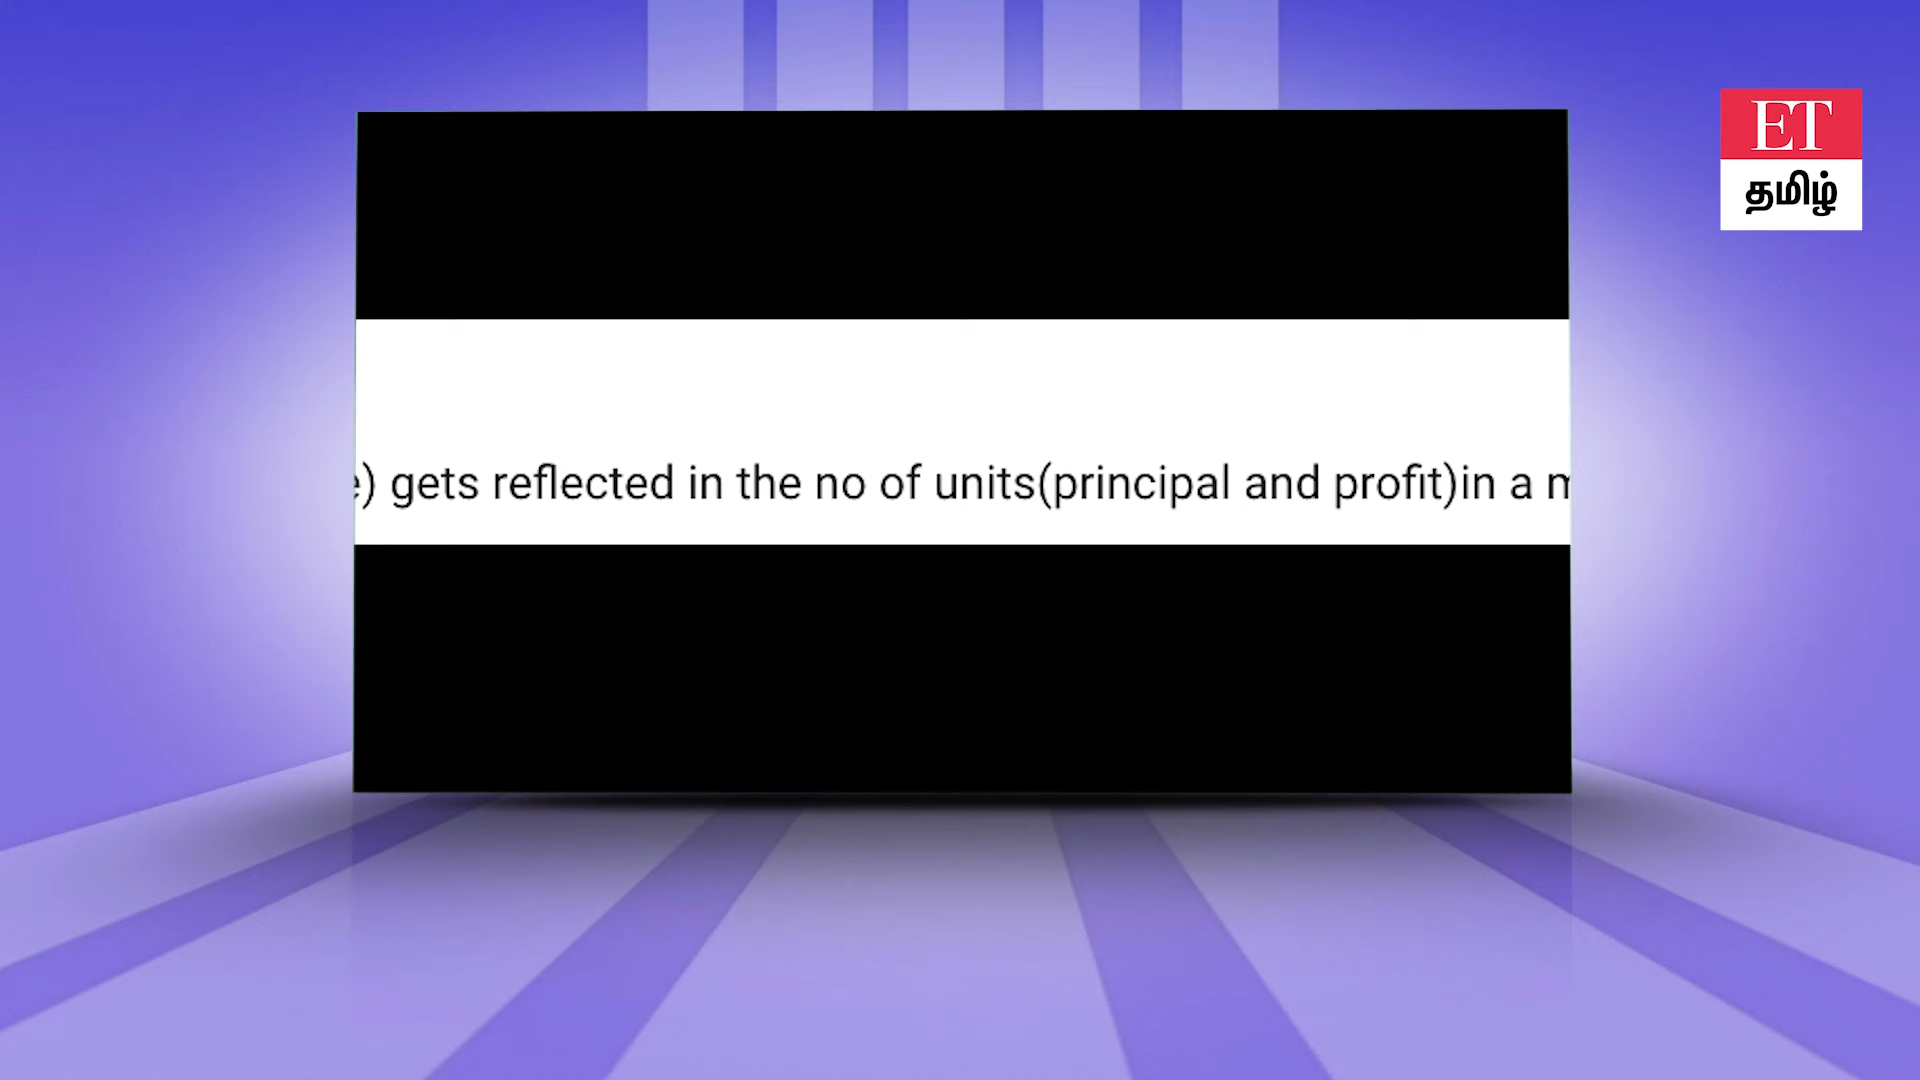 ET
தமிழ்
) gets reflected in the no of units(principal and profit)in a